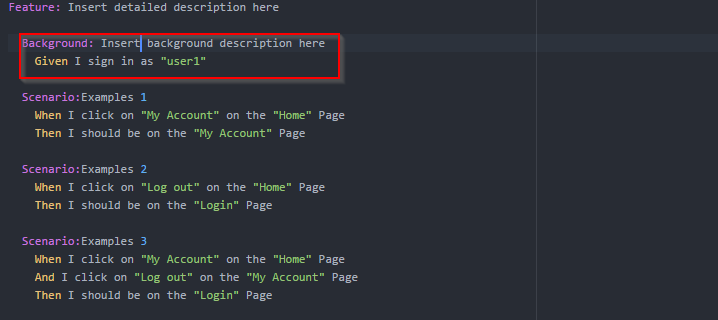 Feature: Insert detailed description here
Background: Insert background description here
Given I sign in as "user1"
Scenario:Examples 1
When I click on "My Account" on the "Home" Page
Then I should be on the "My Account" Page
Scenario:Examples 2
When I click on "Log out" on the "Home" Page
Then I should be on the "Login" Page
Scenario:Examples 3
When I click on "My Account" on the "Home" Page
And I click on "Log out" on the "My Account" Page
Then I should be on the "Login" Page